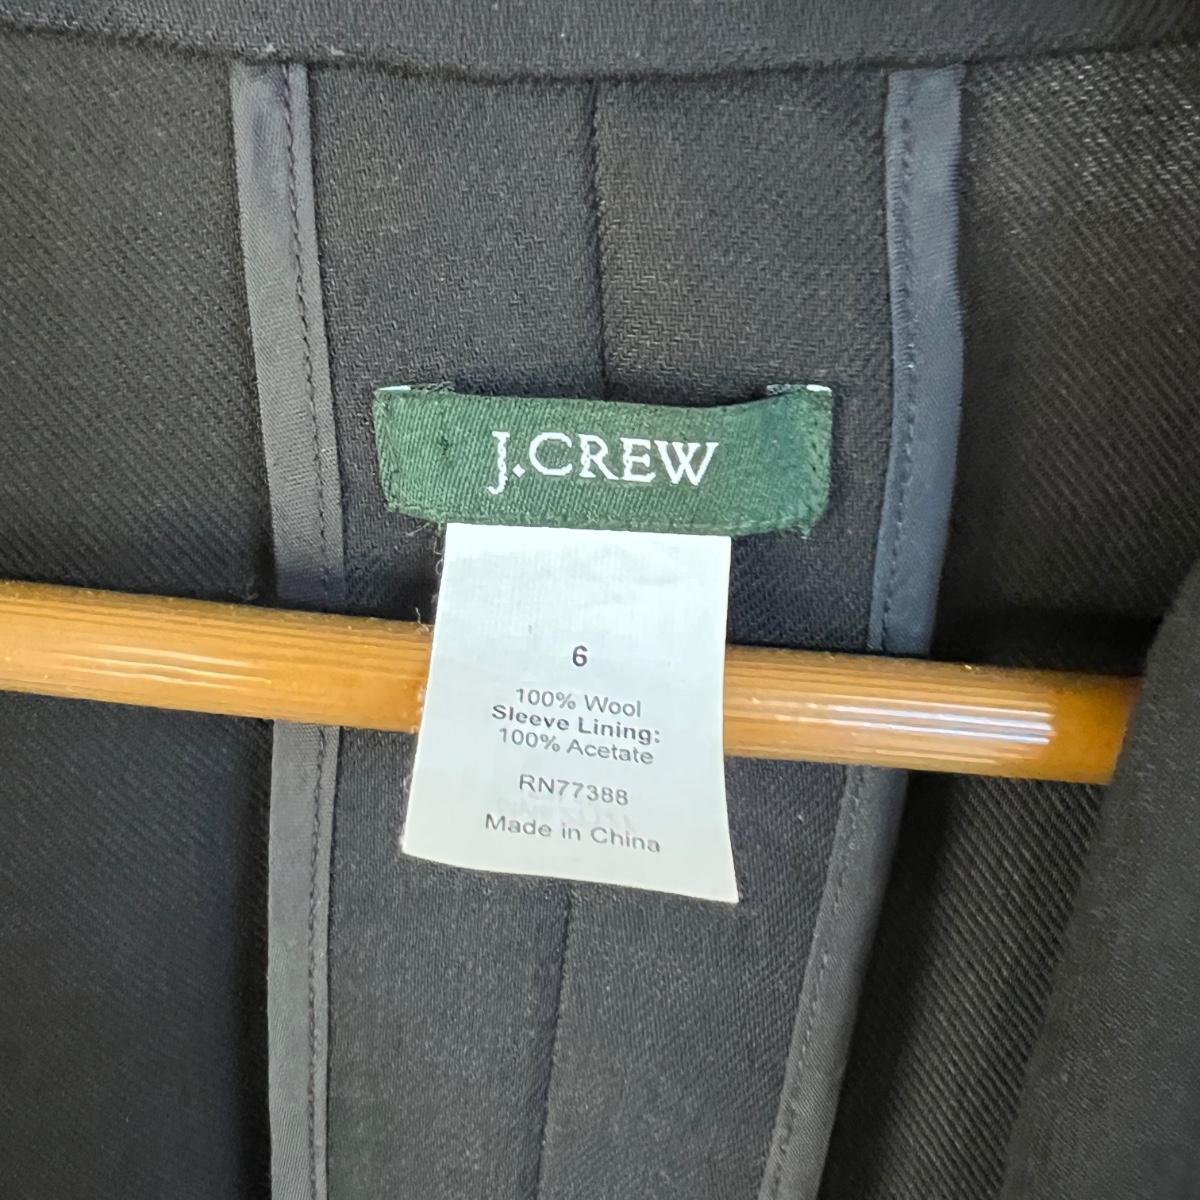 J.CREW
6
100% Wool
Sleeve Lining:
100% Acetate
RN77388
Made in China